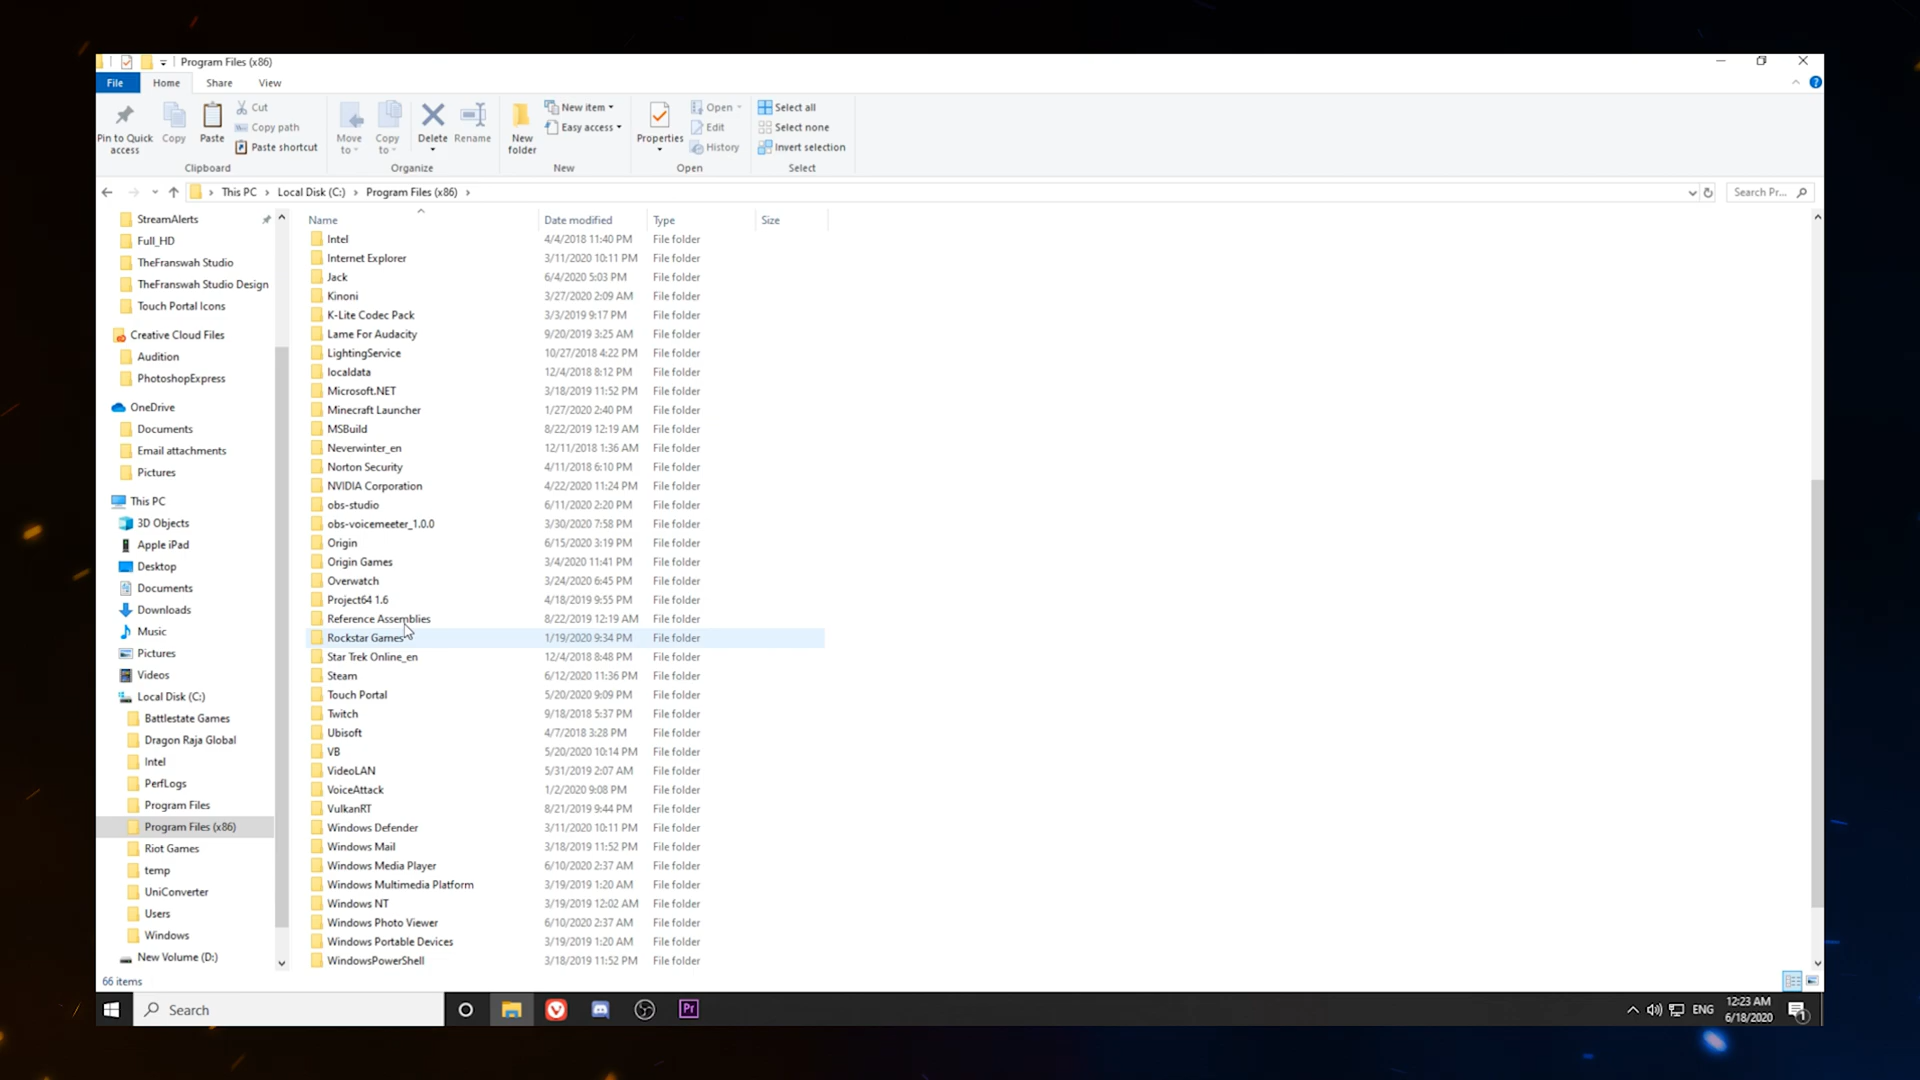 Program Files (x86)
File Home Share View
Pin to Quick access
Copy
Paste
Cut
Copy path
Paste shortcut
Clipboard
Move to
Copy to
Delete
Rename
Organize
New folder
New item
Easy access
New
Properties
Open
Edit
History
Open
Select all
Select none
Invert selection
Select
This PC > Local Disk (C:) > Program Files (x86) >
Search Pr...
StreamAlerts
Full_HD
TheFranswah Studio
TheFranswah Studio Design
Touch Portal Icons
Creative Cloud Files
Audition
PhotoshopExpress
OneDrive
Documents
Email attachments
Pictures
This PC
3D Objects
Apple iPad
Desktop
Documents
Downloads
Music
Pictures
Videos
Local Disk (C:)
Battlestate Games
Dragon Raja Global
Intel
PerfLogs
Program Files
Program Files (x86)
Riot Games
temp
UniConverter
Users
Windows
New Volume (D:)
Name Date modified Type Size
Intel 4/4/2018 11:40 PM File folder
Internet Explorer 3/11/2020 10:11 PM File folder
Jack 6/4/2020 5:03 PM File folder
Kinoni 3/27/2020 2:09 AM File folder
K-Lite Codec Pack 3/3/2019 9:17 PM File folder
Lame For Audacity 9/20/2019 3:25 AM File folder
LightingService 10/27/2018 4:22 PM File folder
localdata 12/4/2018 8:12 PM File folder
Microsoft.NET 3/18/2019 11:52 PM File folder
Minecraft Launcher 1/27/2020 2:40 PM File folder
MSBuild 8/22/2019 12:19 AM File folder
Neverwinter_en 12/11/2018 1:36 AM File folder
Norton Security 4/11/2018 6:10 PM File folder
NVIDIA Corporation 4/22/2020 11:24 PM File folder
obs-studio 6/11/2020 2:20 PM File folder
obs-voicemeeter_1.0.0 3/30/2020 7:58 PM File folder
Origin 6/15/2020 3:19 PM File folder
Origin Games 3/4/2020 11:41 PM File folder
Overwatch 3/24/2020 6:45 PM File folder
Project64 1.6 4/18/2019 9:55 PM File folder
Reference Assemblies 8/22/2019 12:19 AM File folder
Rockstar Games 1/19/2020 9:34 PM File folder
Star Trek Online_en 12/4/2018 8:48 PM File folder
Steam 6/12/2020 11:36 PM File folder
Touch Portal 5/20/2020 9:09 PM File folder
Twitch 9/18/2018 5:37 PM File folder
Ubisoft 4/7/2018 3:28 PM File folder
VB 5/20/2020 10:14 PM File folder
VideoLAN 5/31/2019 2:07 AM File folder
VoiceAttack 1/2/2020 9:08 PM File folder
VulkanRT 8/21/2019 9:44 PM File folder
Windows Defender 3/11/2020 10:11 PM File folder
Windows Mail 3/18/2019 11:52 PM File folder
Windows Media Player 6/10/2020 2:37 AM File folder
Windows Multimedia Platform 3/19/2019 1:20 AM File folder
Windows NT 3/19/2019 12:02 AM File folder
Windows Photo Viewer 6/10/2020 2:37 AM File folder
Windows Portable Devices 3/19/2019 1:20 AM File folder
WindowsPowerShell 3/18/2019 11:52 PM File folder
66 items
Search
Pr
ENG
12:23 AM
6/18/2020
1